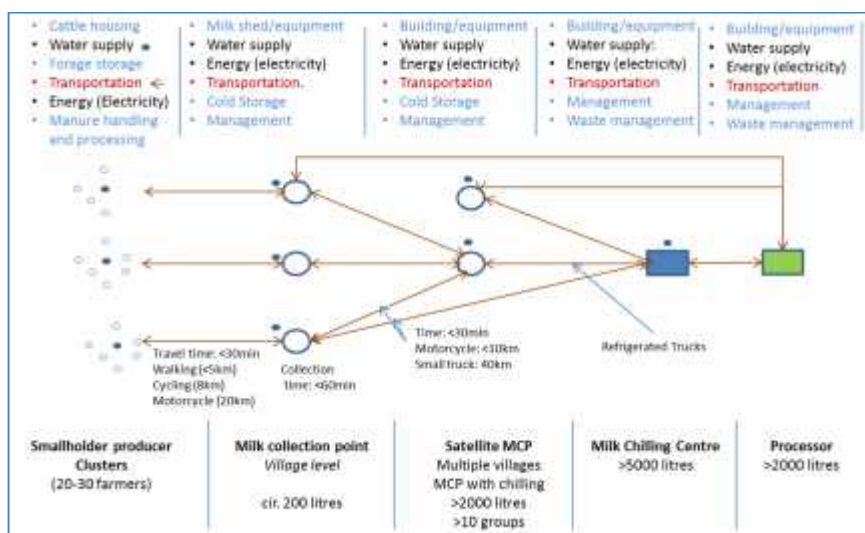 • Cattle housing
• Water supply
• Forage storage
• Transportation
• Energy (Electricity)
• Manure handling
and processing
• Milk shed/equipment
Water supply
• Energy (electricity)
• Transportation.
• Cold Storage
• Management
• Building/equipment
• Water supply
• Energy (electricity)
• Transportation
• Cold Storage
• Management
• Building/equipment
• Water supply:
• Energy (electricity)
• Transportation
• Management
• Waste management
• Building/equipment
Water supply
• Energy (electricity)
• Transportation
• Management
• Waste management
Travel time: <30min
Walking (<5km)
Cycling (8km)
Motorcycle (20km)
Collection
time: <60min
Time: <30min
Motorcycle: <30km
Small truck: 40km
Refrigerated Trucks
Smallholder producer
Clusters
(20-30 farmers)
Milk collection point
Village level
cir. 200 litres
Satellite MCP
Multiple villages
MCP with chilling
>2000 litres
>10 groups
Milk Chilling Centre
>5000 litres
Processor
>2000 litres